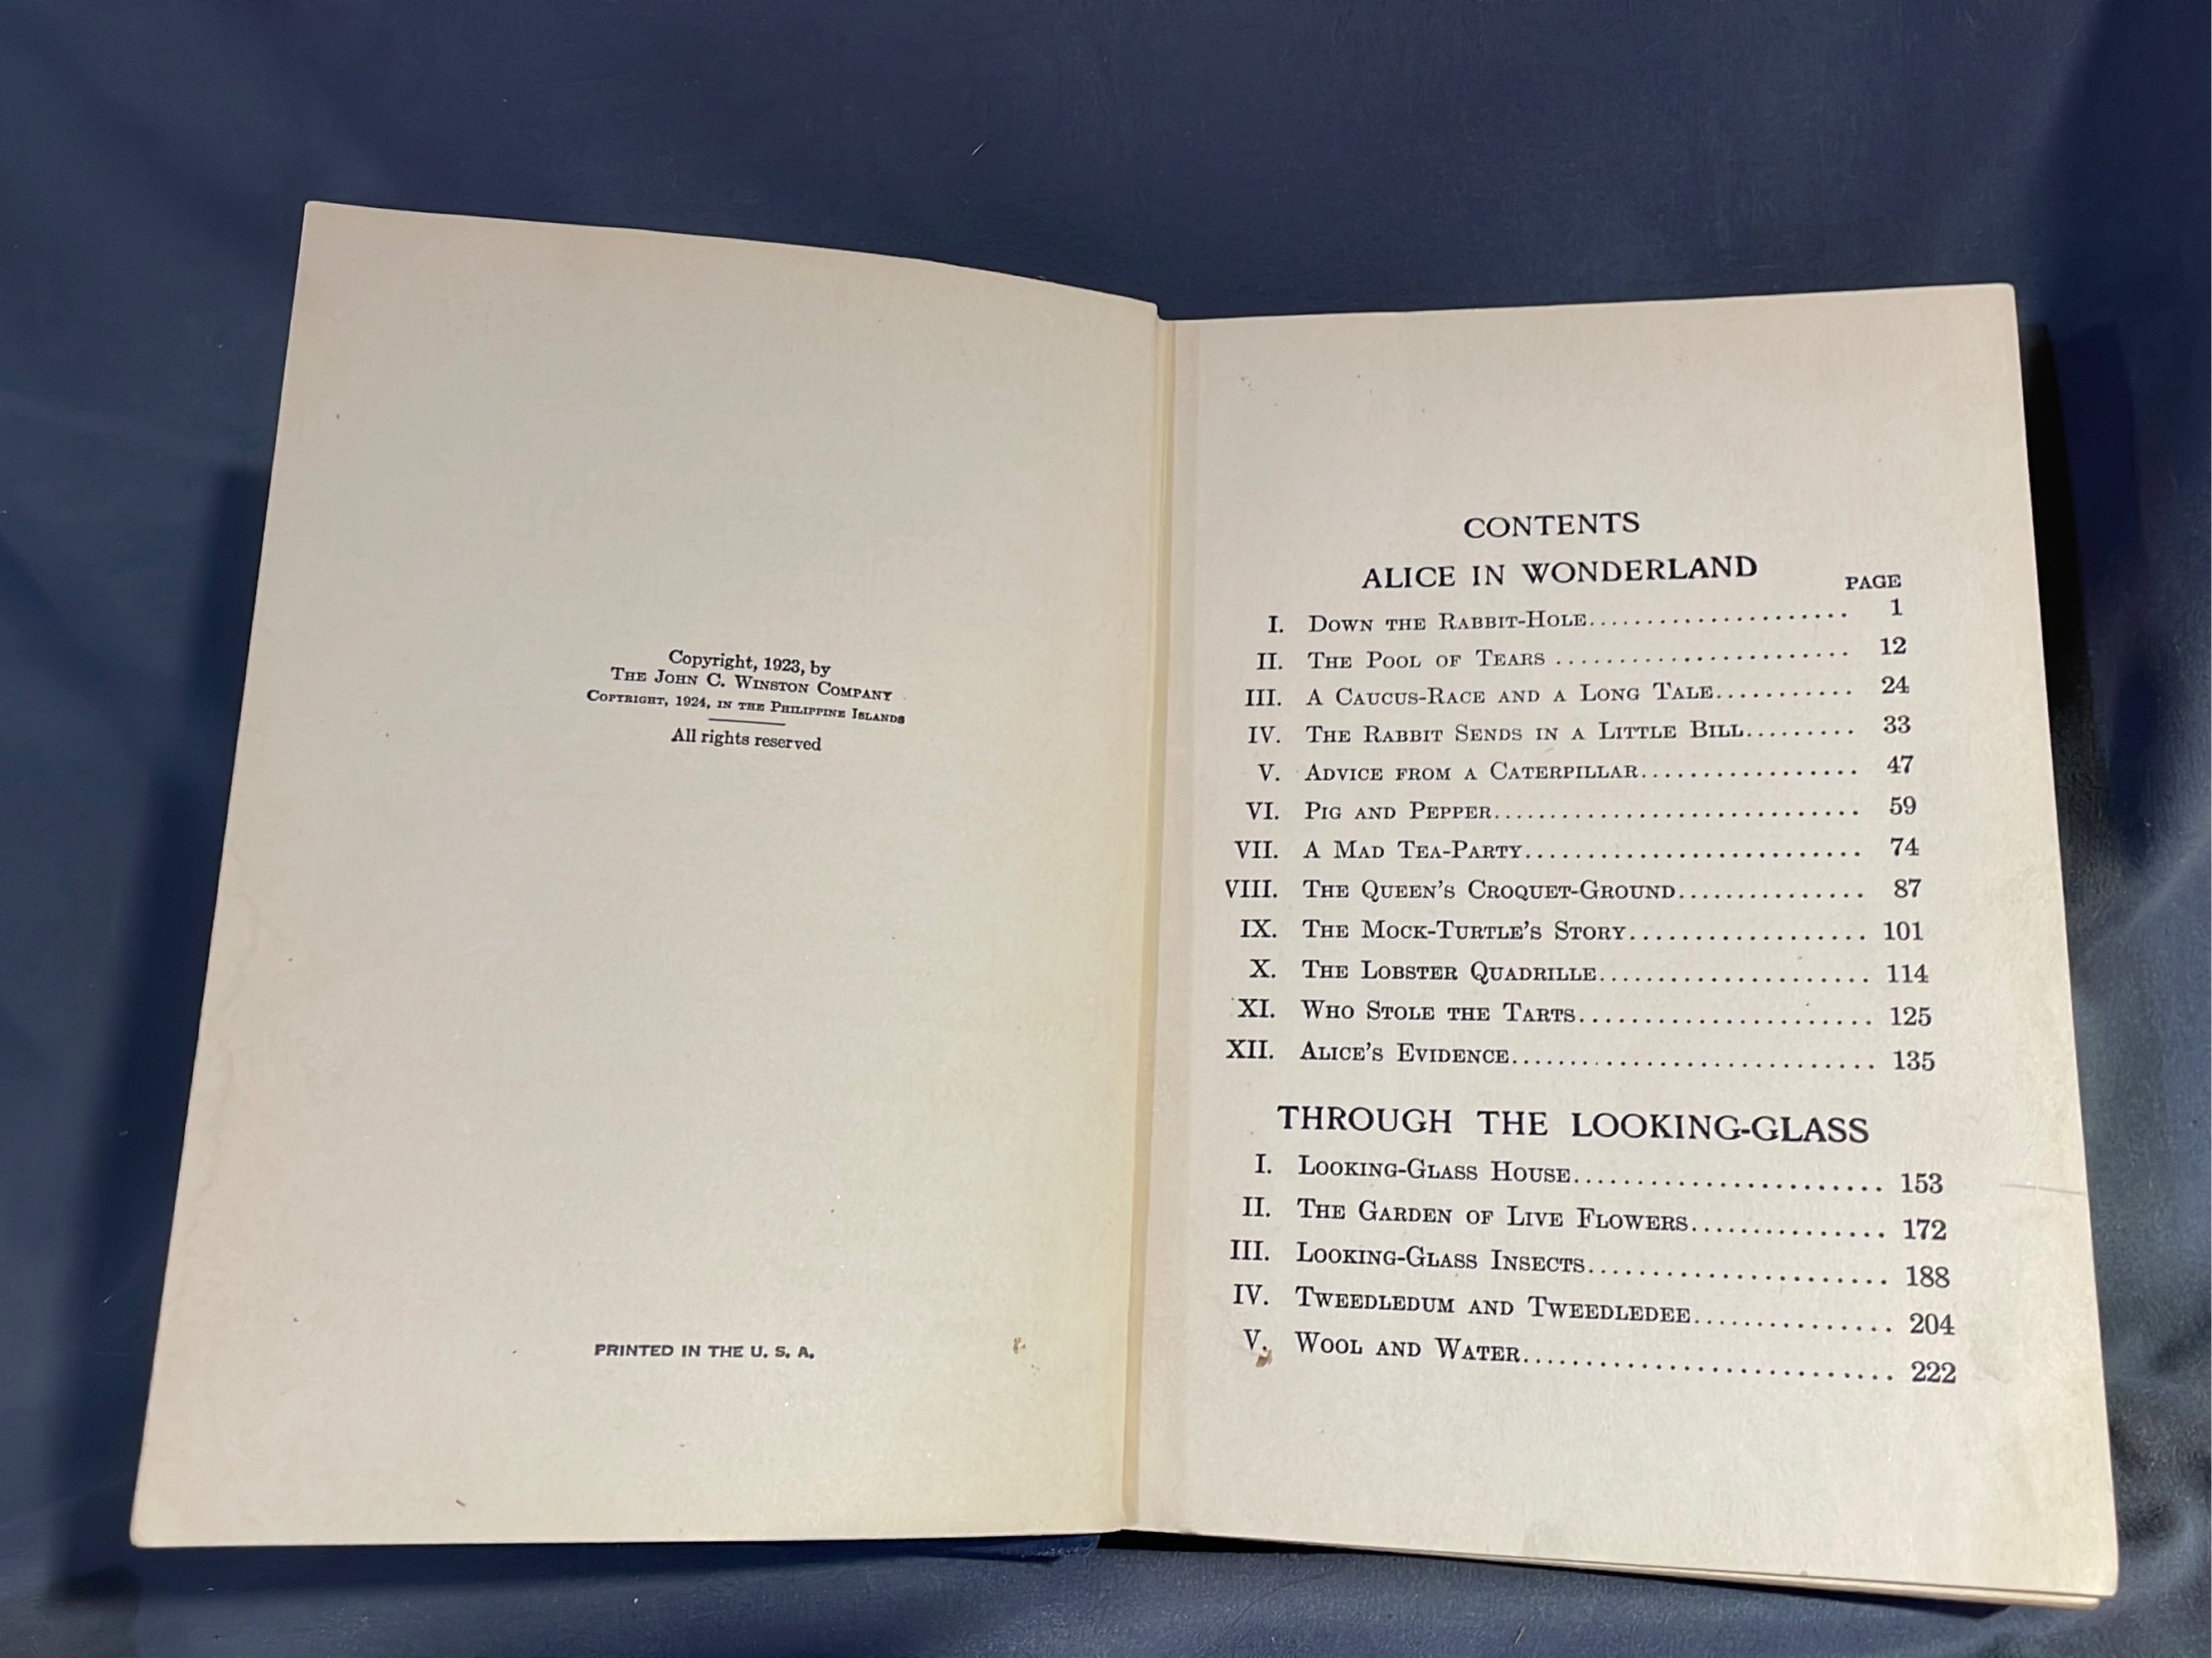 Copyright, 1923, by
THE JOHN C. WINSTON COMPANY
COPYRIGHT, 1924, IN THE PHILIPPINE ISLANDS
All rights reserved
PRINTED IN THE U. S. A.
CONTENTS
ALICE IN WONDERLAND
PAGE
I. DOWN THE RABBIT-HOLE..................... 1
II. THE POOL OF TEARS ........................ 12
III. A CAUCUS-RACE AND A LONG TALE........... 24
IV. THE RABBIT SENDS IN A LITTLE BILL......... 33
V. ADVICE FROM A CATERPILLAR................. 47
VI. PIG AND PEPPER............................. 59
VII. A MAD TEA-PARTY.......................... 74
VIII. THE QUEEN'S CROQUET-GROUND.............. 87
IX. THE MOCK-TURTLE'S STORY.................. 101
X. THE LOBSTER QUADRILLE..................... 114
XI. WHO STOLE THE TARTS....................... 125
XII. ALICE'S EVIDENCE........................... 135
THROUGH THE LOOKING-GLASS
I. LOOKING-GLASS HOUSE........................ 153
II. THE GARDEN OF LIVE FLOWERS.............. 172
III. LOOKING-GLASS INSECTS...................... 188
IV. TWEEDLEDUM AND TWEEDLEDEE.............. 204
V. WOOL AND WATER............................ 222